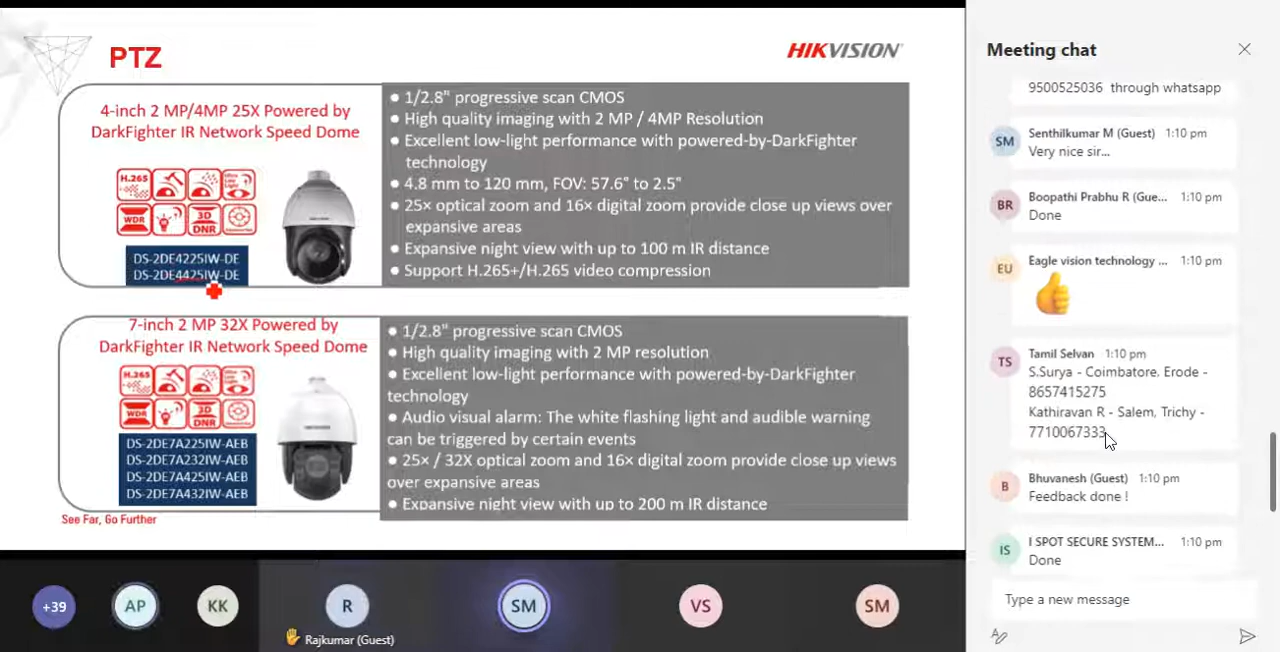 PTZ
HIKVISION
4-inch 2 MP/4MP 25X Powered by
DarkFighter IR Network Speed Dome
H.265
WDR
3D
DNR
DS-2DE4225IW-DE
DS-2DE4425IW-DE
● 1/2.8" progressive scan CMOS
● High quality imaging with 2 MP / 4MP Resolution
● Excellent low-light performance with powered-by-DarkFighter
technology
● 4.8 mm to 120 mm, FOV: 57.6° to 2.5°
● 25× optical zoom and 16× digital zoom provide close up views over
expansive areas
● Expansive night view with up to 100 m IR distance
● Support H.265+/H.265 video compression
7-inch 2 MP 32X Powered by
DarkFighter IR Network Speed Dome
H.265
WDR
3D
DNR
DS-2DE7A225IW-AEB
DS-2DE7A232IW-AEB
DS-2DE7A425IW-AEB
DS-2DE7A432IW-AEB
● 1/2.8" progressive scan CMOS
● High quality imaging with 2 MP resolution
● Excellent low-light performance with powered-by-DarkFighter
technology
● Audio visual alarm: The white flashing light and audible warning
can be triggered by certain events
● 25× / 32X optical zoom and 16× digital zoom provide close up views
over expansive areas
● Expansive night view with up to 200 m IR distance
See Far, Go Further
+39
AP
KK
R
Rajkumar (Guest)
SM
VS
SM
Meeting chat
9500525036 through whatsapp
SM
Senthilkumar M (Guest) 1:10 pm
Very nice sir...
BR
Boopathi Prabhu R (Gue... 1:10 pm
Done
EU
Eagle vision technology ... 1:10 pm
TS
Tamil Selvan 1:10 pm
S.Surya - Coimbatore, Erode -
8657415275
Kathiravan R - Salem, Trichy -
7710067333
B
Bhuvanesh (Guest) 1:10 pm
Feedback done !
IS
I SPOT SECURE SYSTEM... 1:10 pm
Done
Type a new message